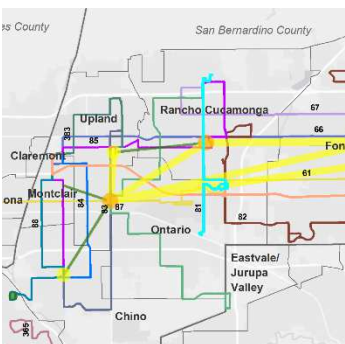 es County
San Bernardino County
Rancho Cucamonga
67
Upland
383
85
66
Claremont
Fon
61
Montclair
ona
88
84
83
87
81
82
Ontario
Eastvale/
Jurupa
Valley
Chino
365